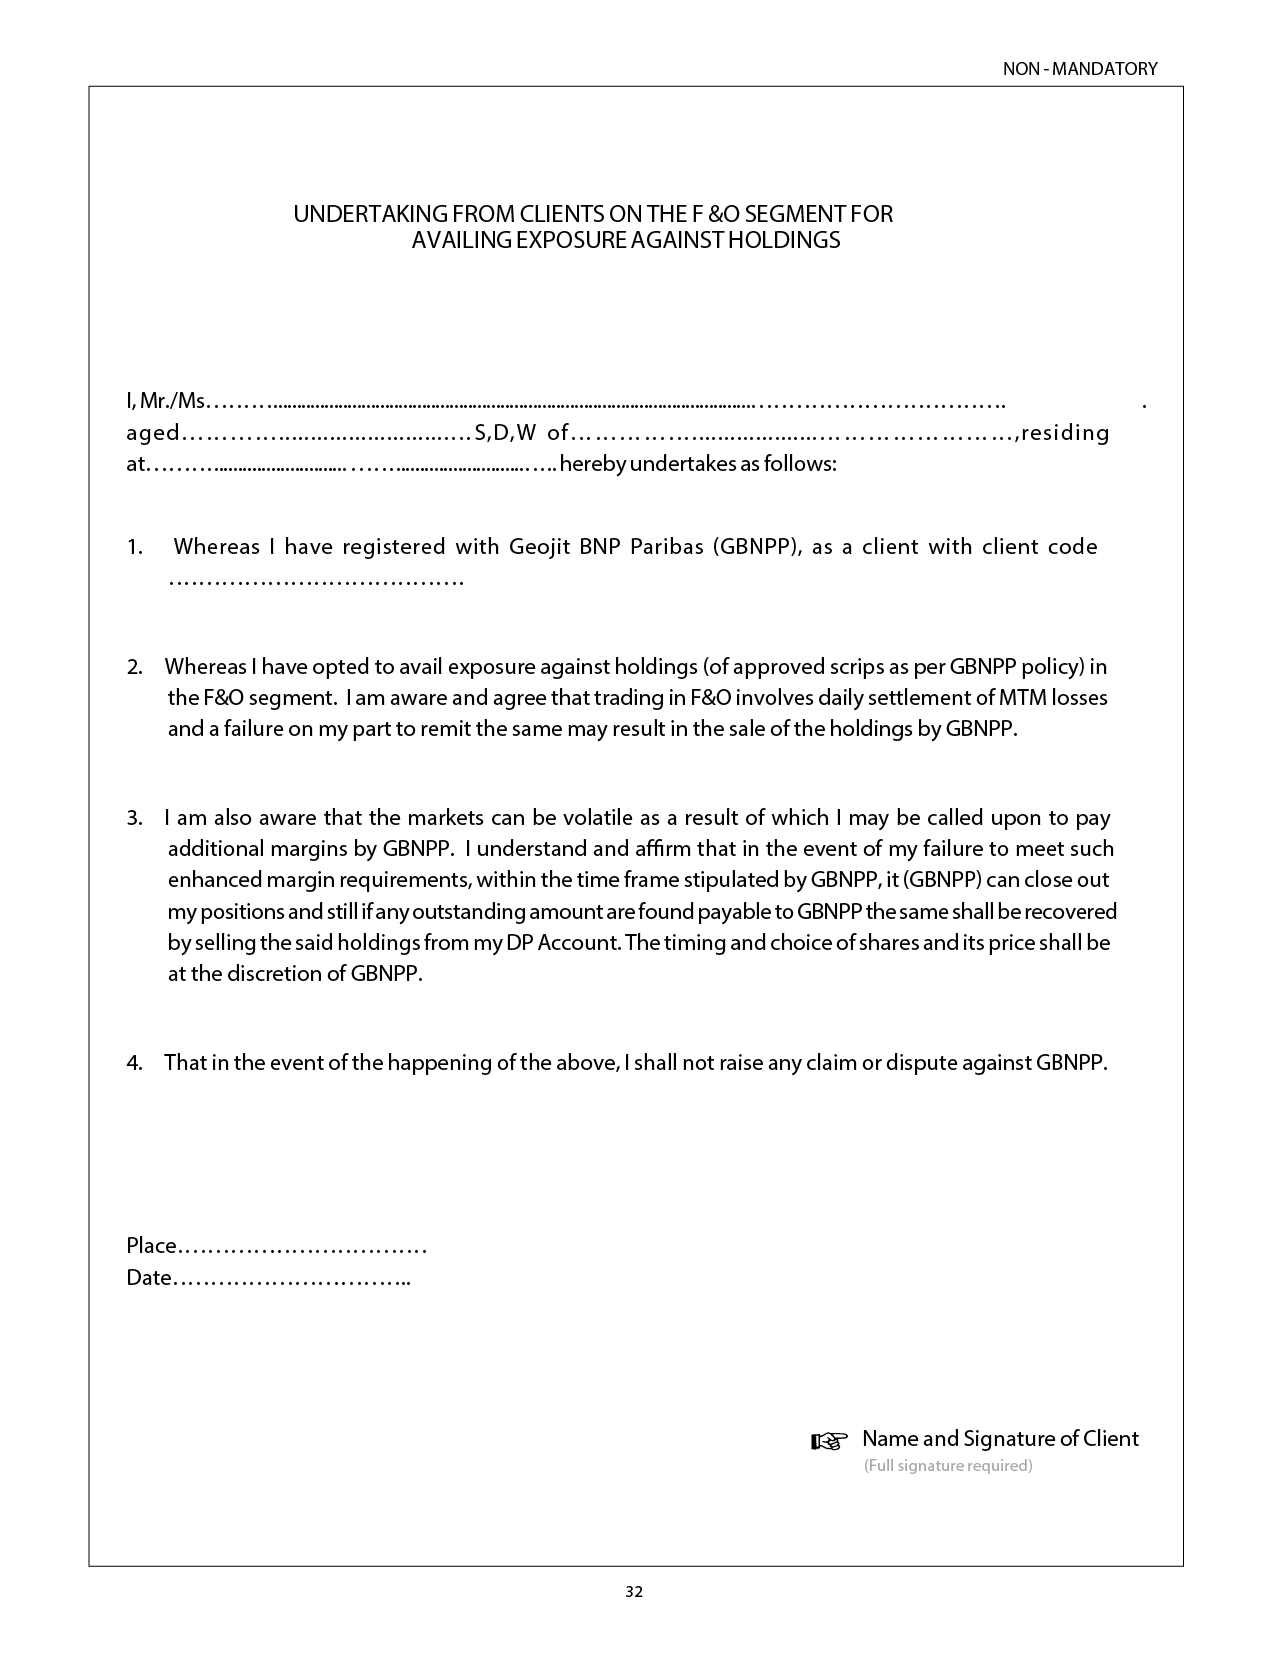 NON - MANDATORY
UNDERTAKING FROM CLIENTS ON THE F &O SEGMENT FOR
AVAILING EXPOSURE AGAINST HOLDINGS
I, Mr./Ms.……….......................................................................................................……………………………. .
aged…………..........................…. S,D,W of……………....................…………………,residing
at………............................ ……...........................…. hereby undertakes as follows:
1. Whereas I have registered with Geojit BNP Paribas (GBNPP), as a client with client code
…………………………………
2. Whereas I have opted to avail exposure against holdings (of approved scrips as per GBNPP policy) in
the F&O segment. I am aware and agree that trading in F&O involves daily settlement of MTM losses
and a failure on my part to remit the same may result in the sale of the holdings by GBNPP.
3. I am also aware that the markets can be volatile as a result of which I may be called upon to pay
additional margins by GBNPP. I understand and affirm that in the event of my failure to meet such
enhanced margin requirements, within the time frame stipulated by GBNPP, it (GBNPP) can close out
my positions and still if any outstanding amount are found payable to GBNPP the same shall be recovered
by selling the said holdings from my DP Account. The timing and choice of shares and its price shall be
at the discretion of GBNPP.
4. That in the event of the happening of the above, I shall not raise any claim or dispute against GBNPP.
Place……………………………
Date…………………………..
Name and Signature of Client
(Full signature required)
32